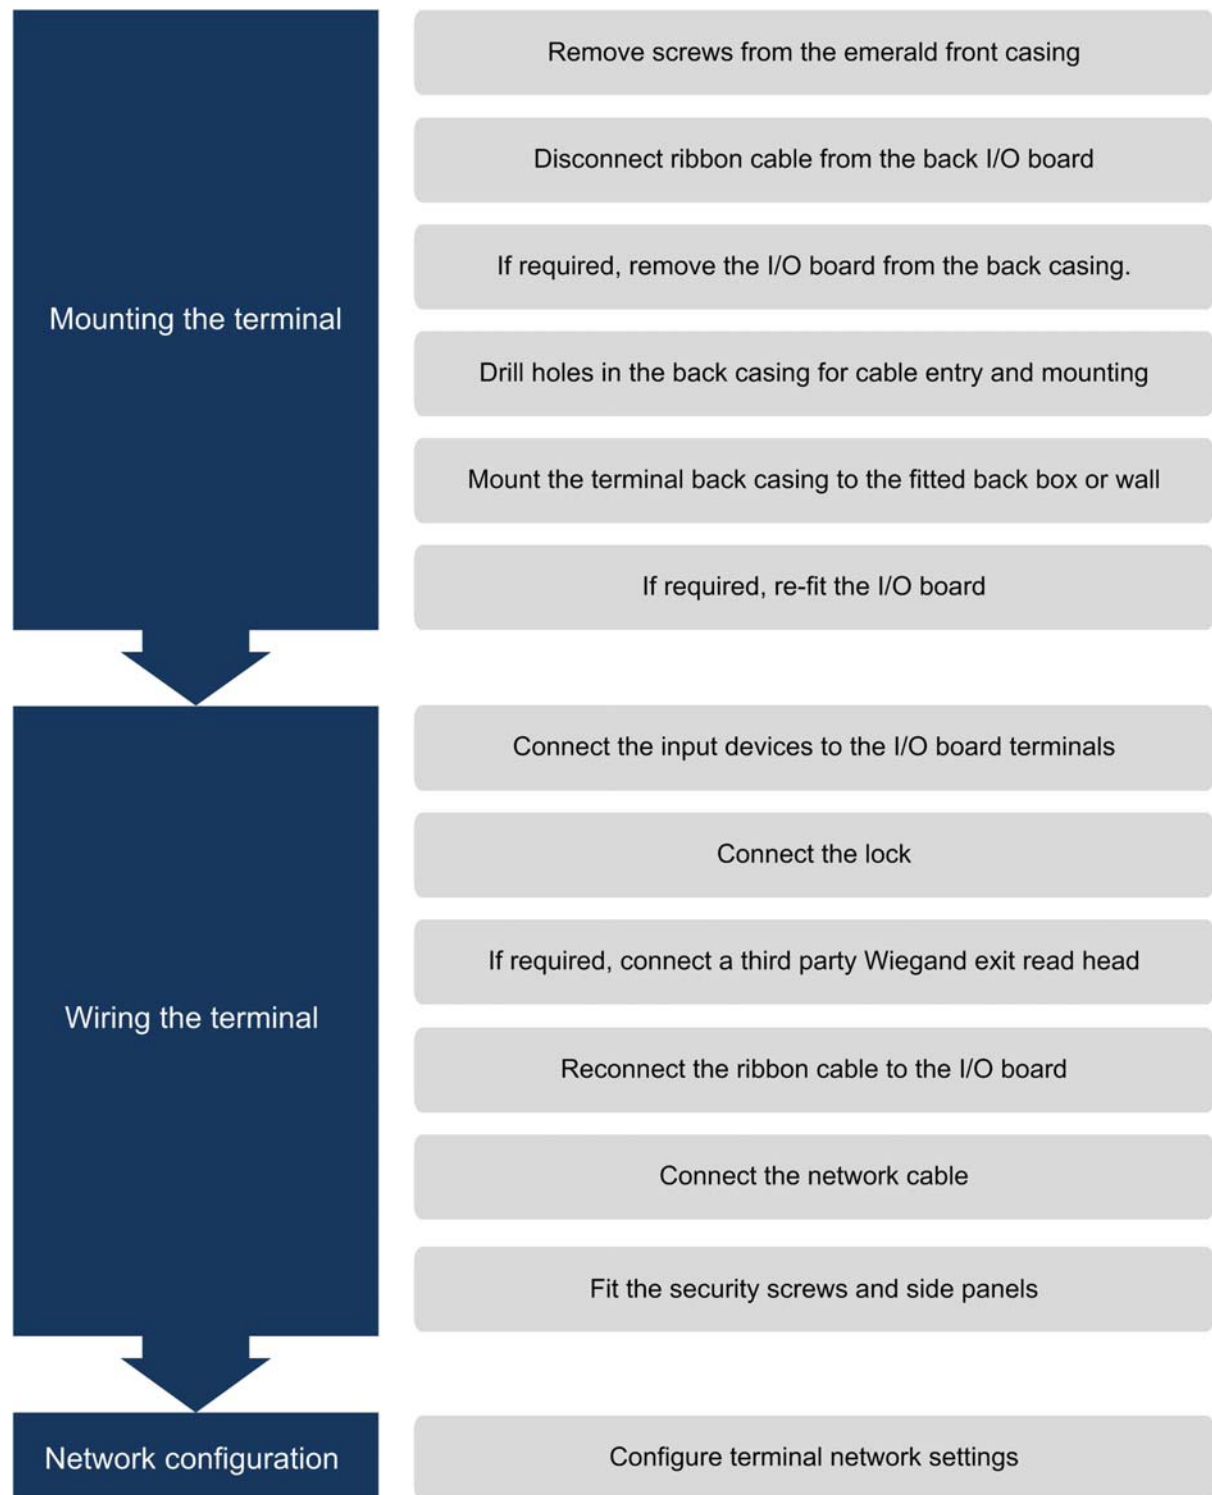 Mounting the terminal
Remove screws from the emerald front casing
Disconnect ribbon cable from the back I/O board
If required, remove the I/O board from the back casing.
Drill holes in the back casing for cable entry and mounting
Mount the terminal back casing to the fitted back box or wall
If required, re-fit the I/O board
Wiring the terminal
Connect the input devices to the I/O board terminals
Connect the lock
If required, connect a third party Wiegand exit read head
Reconnect the ribbon cable to the I/O board
Connect the network cable
Fit the security screws and side panels
Network configuration
Configure terminal network settings